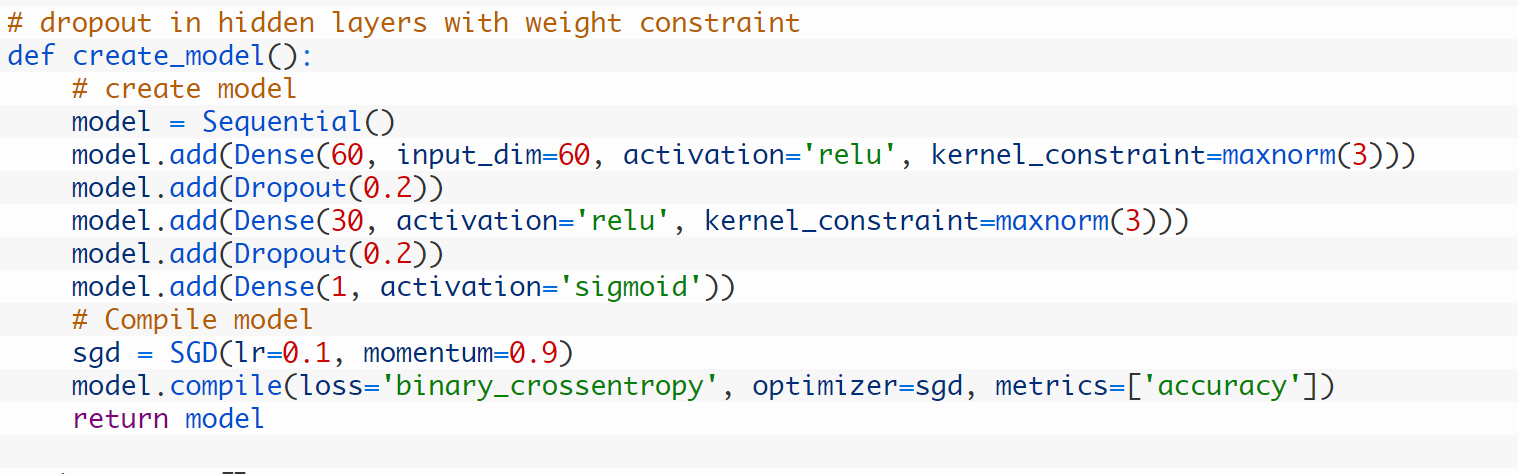 # dropout in hidden layers with weight constraint
def create_model():
    # create model
    model = Sequential()
    model.add(Dense(60, input_dim=60, activation='relu', kernel_constraint=maxnorm(3)))
    model.add(Dropout(0.2))
    model.add(Dense(30, activation='relu', kernel_constraint=maxnorm(3)))
    model.add(Dropout(0.2))
    model.add(Dense(1, activation='sigmoid'))
    # Compile model
    sgd = SGD(lr=0.1, momentum=0.9)
    model.compile(loss='binary_crossentropy', optimizer=sgd, metrics=['accuracy'])
    return model